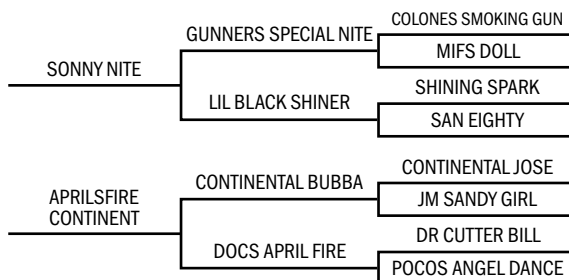 COLONES SMOKING GUN
GUNNERS SPECIAL NITE
MIFS DOLL
SONNY NITE
SHINING SPARK
LIL BLACK SHINER
SAN EIGHTY
CONTINENTAL JOSE
CONTINENTAL BUBBA
JM SANDY GIRL
APRILSFIRE
CONTINENT
DR CUTTER BILL
DOCS APRIL FIRE
POCOS ANGEL DANCE